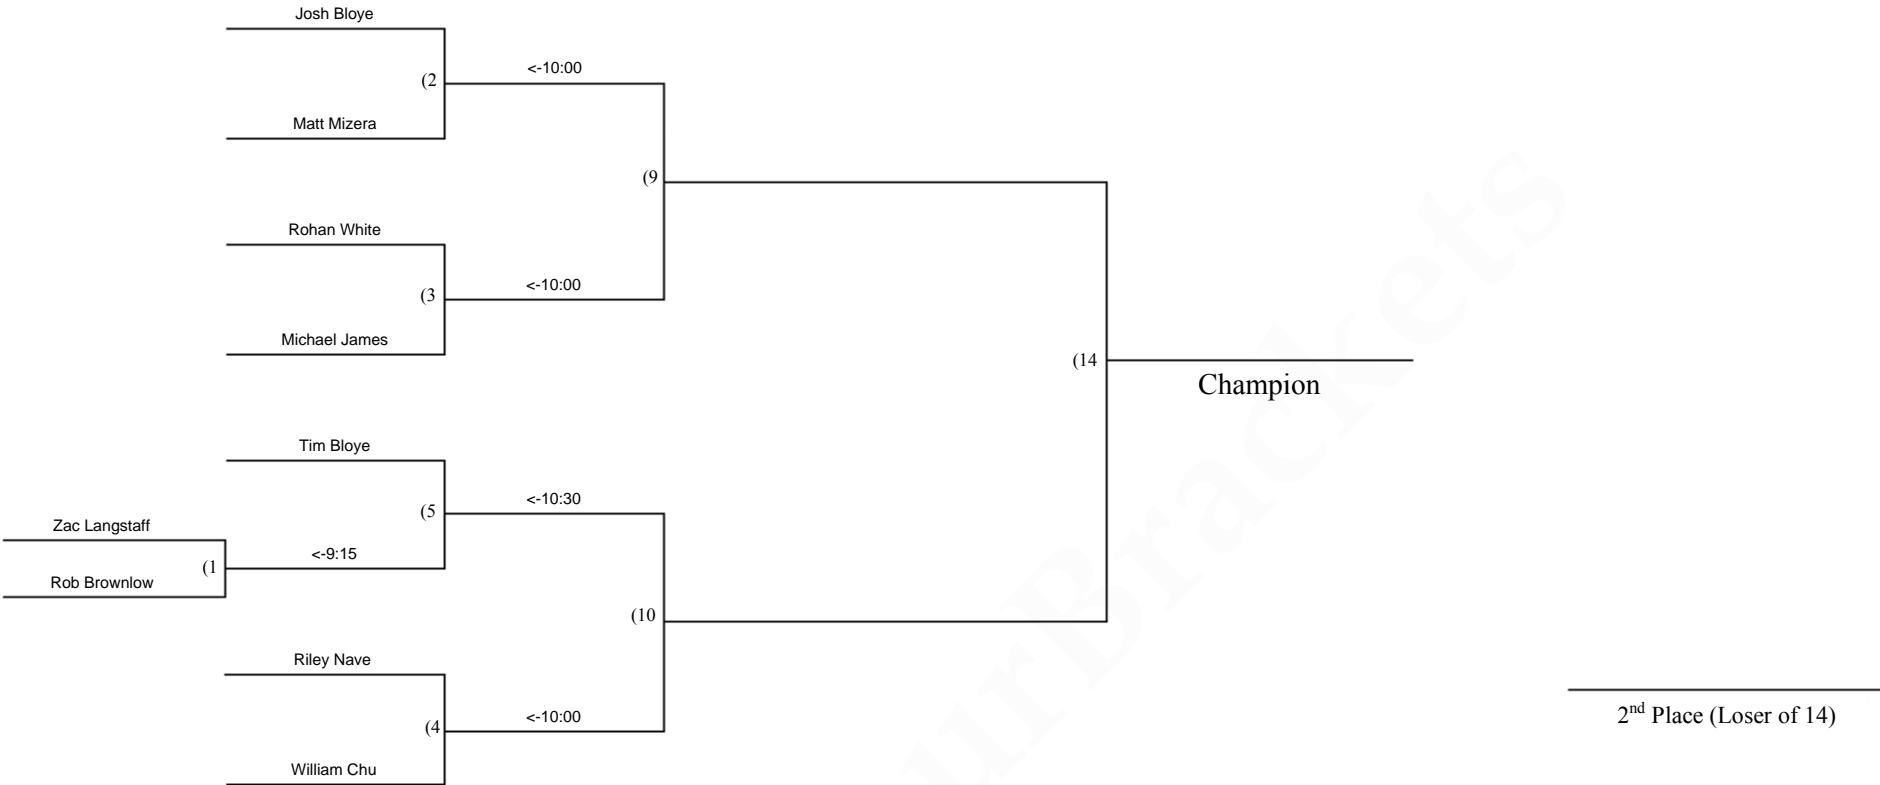 Josh Bloye
(2
<-10:00
Matt Mizera
(9
Rohan White
(3
<-10:00
Michael James
(14
Champion
Tim Bloye
(5
<-10:30
Zac Langstaff
(1
<-9:15
Rob Brownlow
(10
Riley Nave
(4
<-10:00
William Chu
2nd Place (Loser of 14)
urBrackets